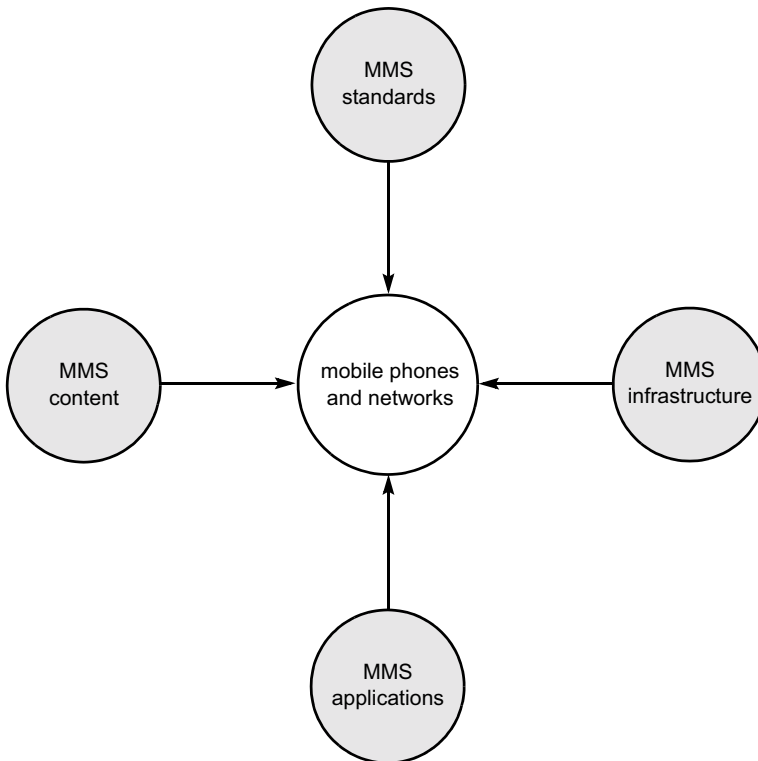 MMS
standards
MMS
content
mobile phones
and networks
MMS
infrastructure
MMS
applications